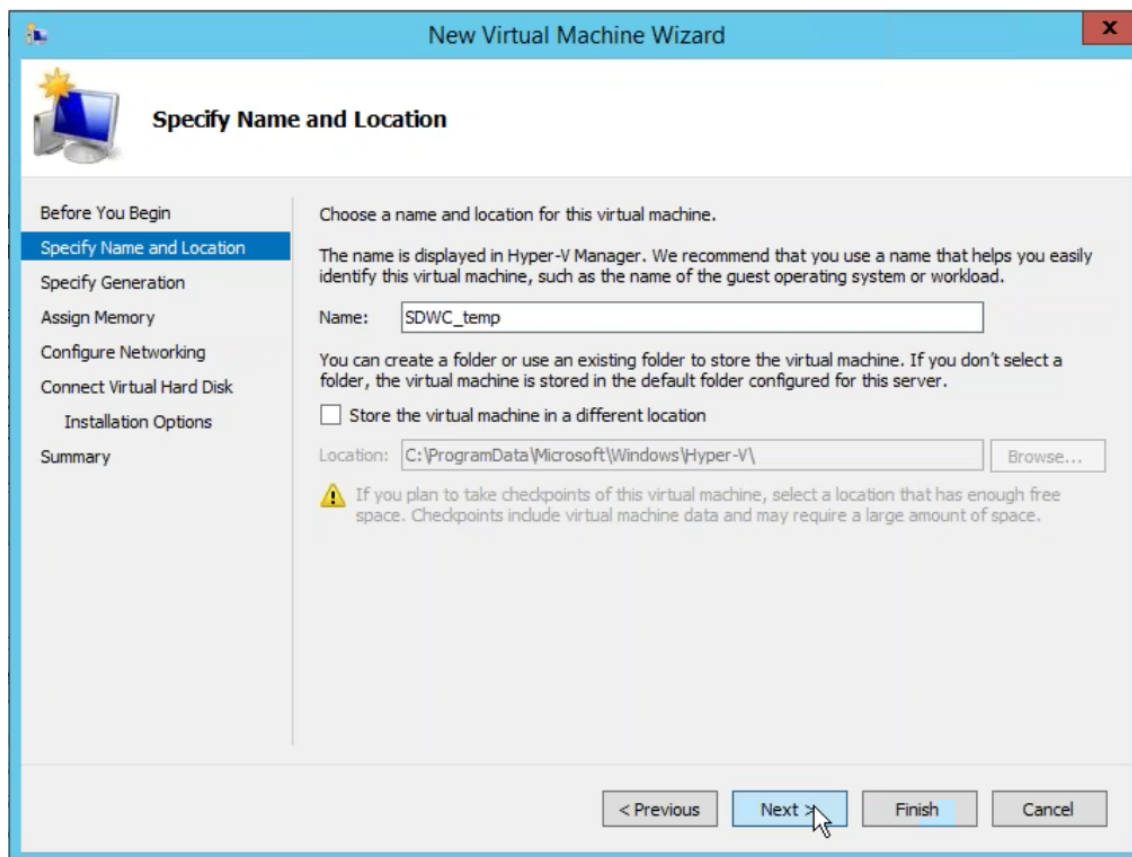 New Virtual Machine Wizard
x
Specify Name and Location
Before You Begin
Specify Name and Location
Specify Generation
Assign Memory
Configure Networking
Connect Virtual Hard Disk
Installation Options
Summary
Choose a name and location for this virtual machine.
The name is displayed in Hyper-V Manager. We recommend that you use a name that helps you easily
identify this virtual machine, such as the name of the guest operating system or workload.
Name: SDWC_temp
You can create a folder or use an existing folder to store the virtual machine. If you don't select a
folder, the virtual machine is stored in the default folder configured for this server.
Store the virtual machine in a different location
Location: C:\ProgramData\Microsoft\Windows\Hyper-V\ Browse...
If you plan to take checkpoints of this virtual machine, select a location that has enough free
space. Checkpoints include virtual machine data and may require a large amount of space.
< Previous Next > Finish Cancel